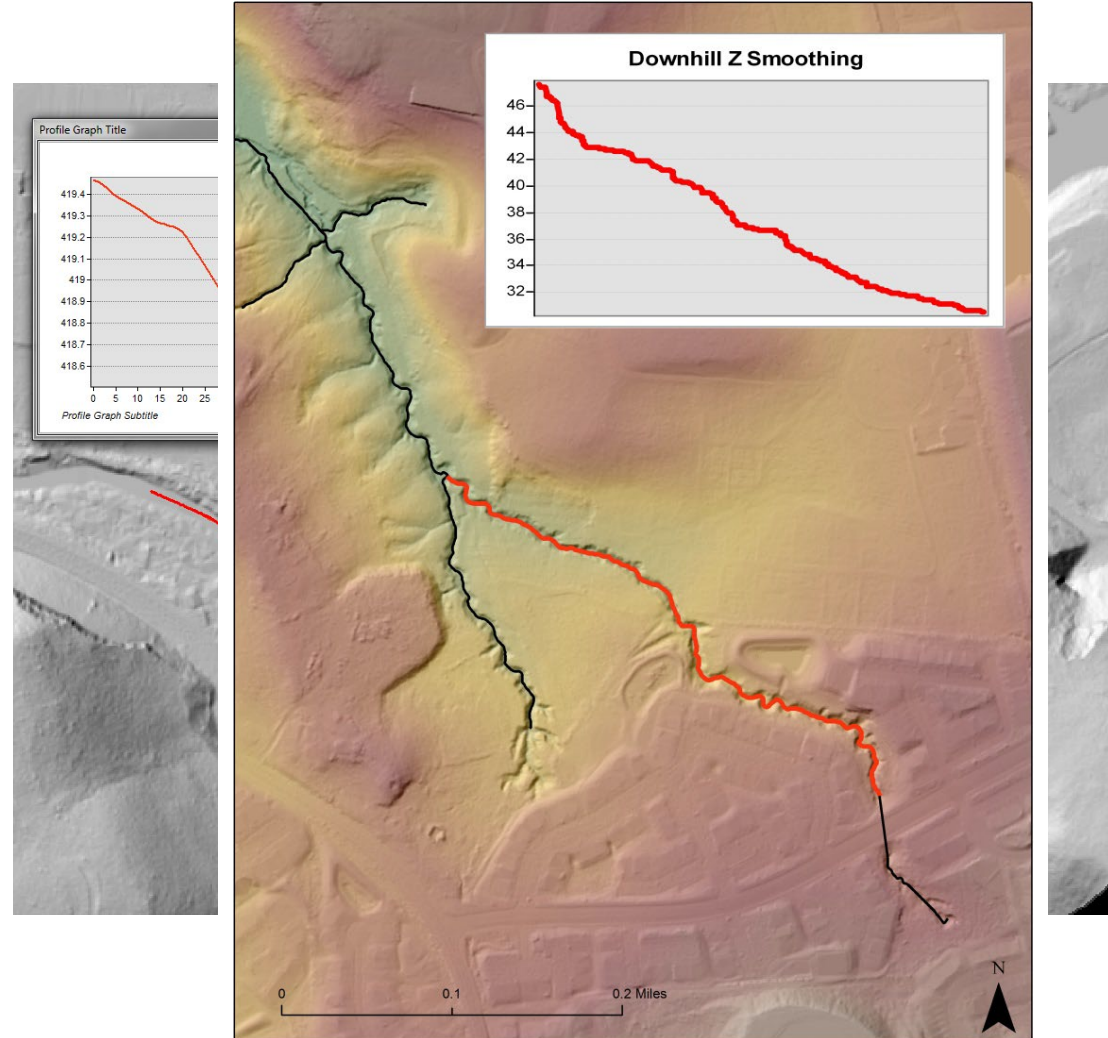 Downhill Z Smoothing
46
44
42
40
38
36
34
32
Profile Graph Title
419.4
419.3
419.2
419.1
419
418.9
418.8
418.7
418.6
0 5 10 15 20 25
Profile Graph Subtitle
N
0 0.1 0.2 Miles